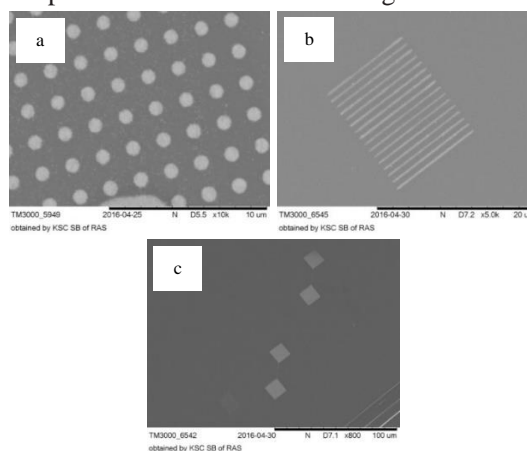 a
b
TM3000_5949 2016-04-25 N D5.5 x10k 10 um
obtained by KSC SB of RAS
TM3000_6545 2016-04-30 N D7.2 x5.0k 20 u
obtained by KSC SB of RAS
c
TM3000_6542 2016-04-30 N D7.1 x800 100 um
obtained by KSC SB of RAS